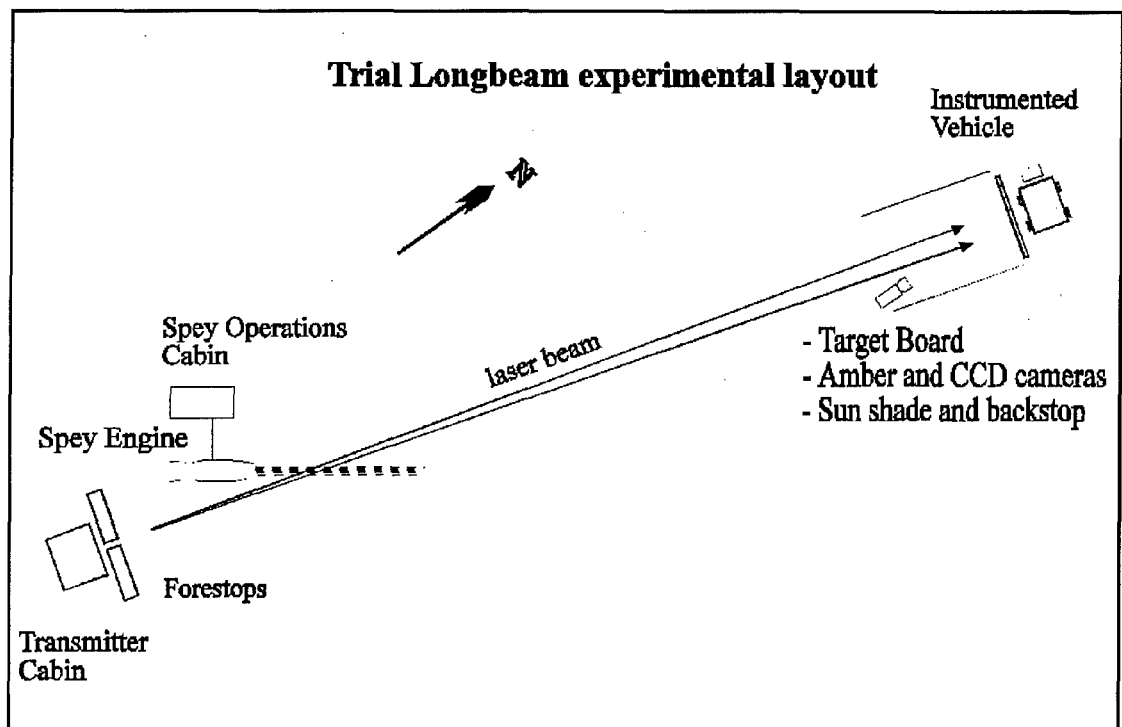 Trial Longbeam experimental layout
Instrumented
Vehicle
N
Spey Operations
Cabin
laser beam
- Target Board
- Amber and CCD cameras
- Sun shade and backstop
Spey Engine
Forestops
Transmitter
Cabin